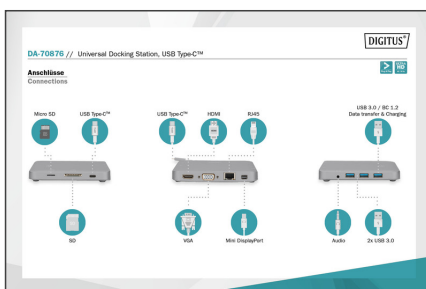 DIGITUS®
DA-70876 // Universal Docking Station, USB Type-C™
Anschlüsse
Connections
Micro SD
USB Type-C™
USB Type-C™
HDMI
RJ45
USB 3.0 / BC 1.2
Data transfer & Charging
SD
VGA
Mini DisplayPort
Audio
2x USB 3.0